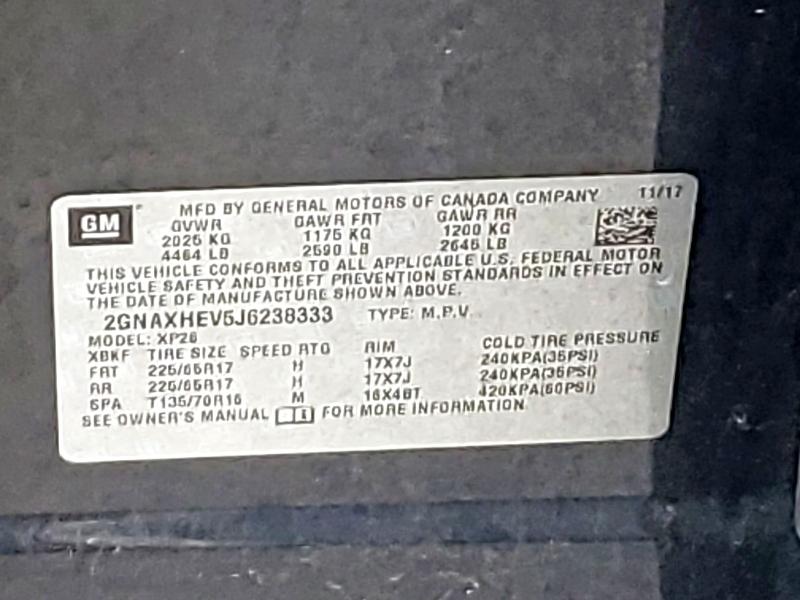 GM
MFD BY GENERAL MOTORS OF CANADA COMPANY 11/17
GVWR GAWR FRT GAWR RR
2025 KG 1175 KG 1200 KG
4464 LB 2590 LB 2645 LB
THIS VEHICLE CONFORMS TO ALL APPLICABLE U.S. FEDERAL MOTOR
VEHICLE SAFETY AND THEFT PREVENTION STANDARDS IN EFFECT ON
THE DATE OF MANUFACTURE SHOWN ABOVE.
2GNAXHEV5J6238333 TYPE: M.P.V.
MODEL: XP26
XBKF TIRE SIZE SPEED RTG RIM COLD TIRE PRESSURE
FRT 225/65R17 H 17X7J 240KPA(35PSI)
RR 225/65R17 H 17X7J 240KPA(35PSI)
SPA T135/70R16 M 16X4BT 420KPA(60PSI)
SEE OWNER'S MANUAL FOR MORE INFORMATION